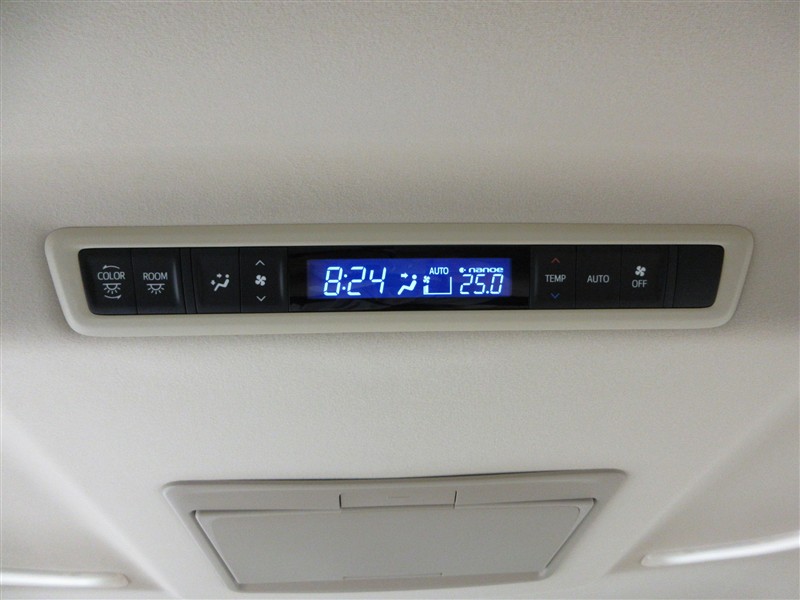 COLOR
ROOM
8:24
AUTO
nanoe
25.0
TEMP
AUTO
OFF